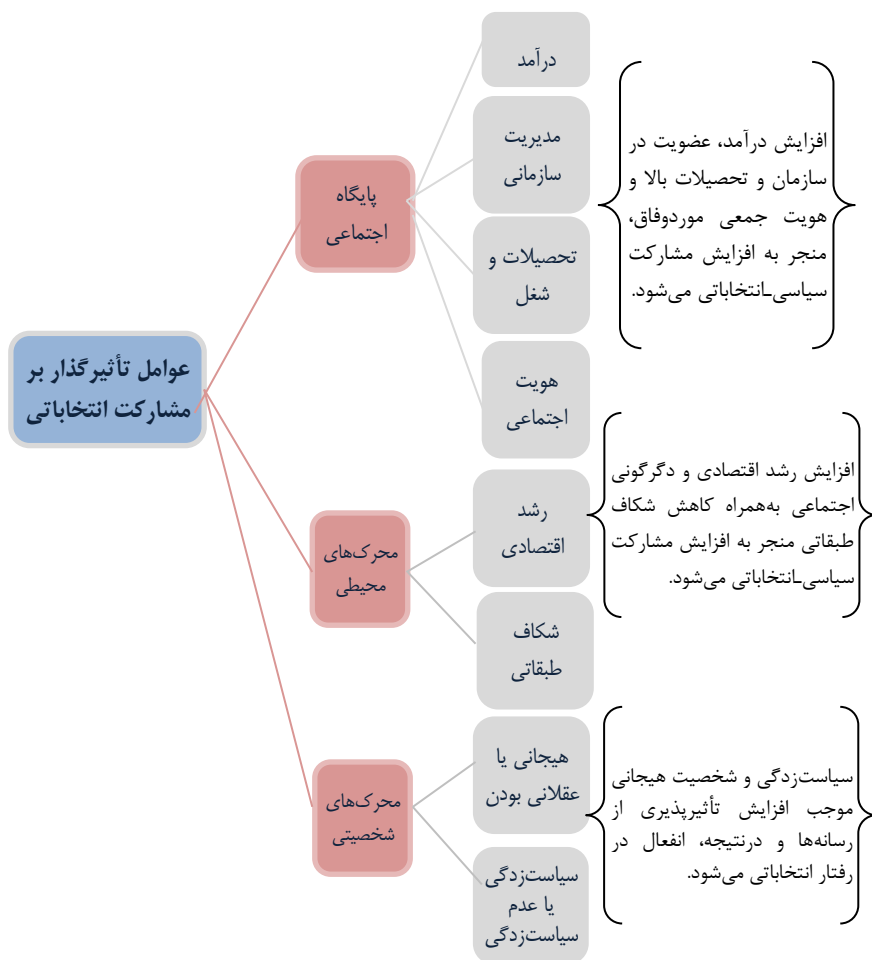 عوامل تأثیرگذار بر
مشارکت انتخاباتی
پایگاه
اجتماعی
درآمد
مدیریت
سازمانی
تحصیلات و
شغل
هویت
اجتماعی
افزایش درآمد، عضویت در
سازمان و تحصیلات بالا و
هویت جمعی موردوفاق،
منجر به افزایش مشارکت
سیاسی‌ـ‌انتخاباتی می‌شود.
محرک‌های
محیطی
رشد
اقتصادی
شکاف
طبقاتی
افزایش رشد اقتصادی و دگرگونی
اجتماعی به‌همراه کاهش شکاف
طبقاتی منجر به افزایش مشارکت
سیاسی‌ـ‌انتخاباتی می‌شود.
محرک‌های
شخصیتی
هیجانی یا
عقلانی بودن
سیاست‌زدگی
یا عدم
سیاست‌زدگی
سیاست‌زدگی و شخصیت هیجانی
موجب افزایش تأثیرپذیری از
رسانه‌ها و درنتیجه، انفعال در
رفتار انتخاباتی می‌شود.